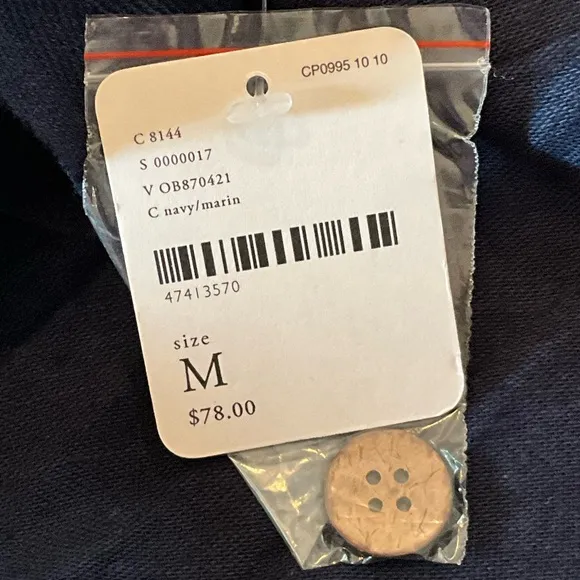 CP0995 10 10
C 8144
S 0000017
V OB870421
C navy/marin
47413570
size
M
$78.00